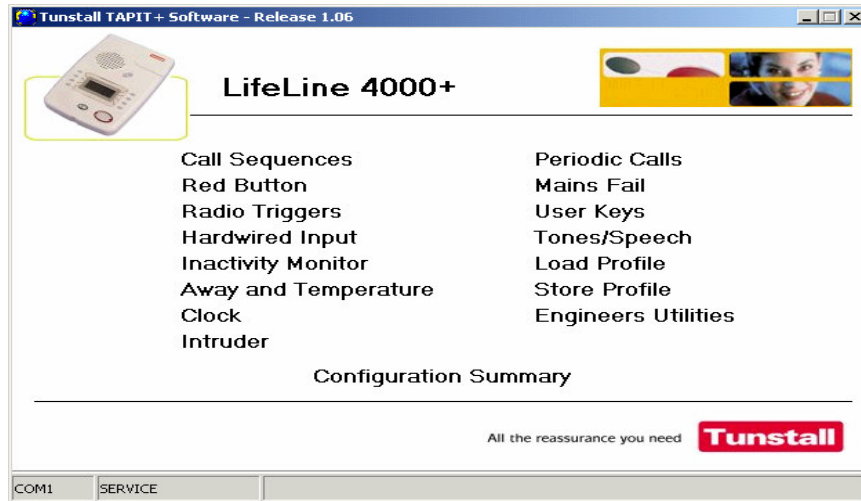 Tunstall TAPIT+ Software - Release 1.06
LifeLine 4000+
Call Sequences
Red Button
Radio Triggers
Hardwired Input
Inactivity Monitor
Away and Temperature
Clock
Intruder
Periodic Calls
Mains Fail
User Keys
Tones/Speech
Load Profile
Store Profile
Engineers Utilities
Configuration Summary
All the reassurance you need
Tunstall
COM1
SERVICE